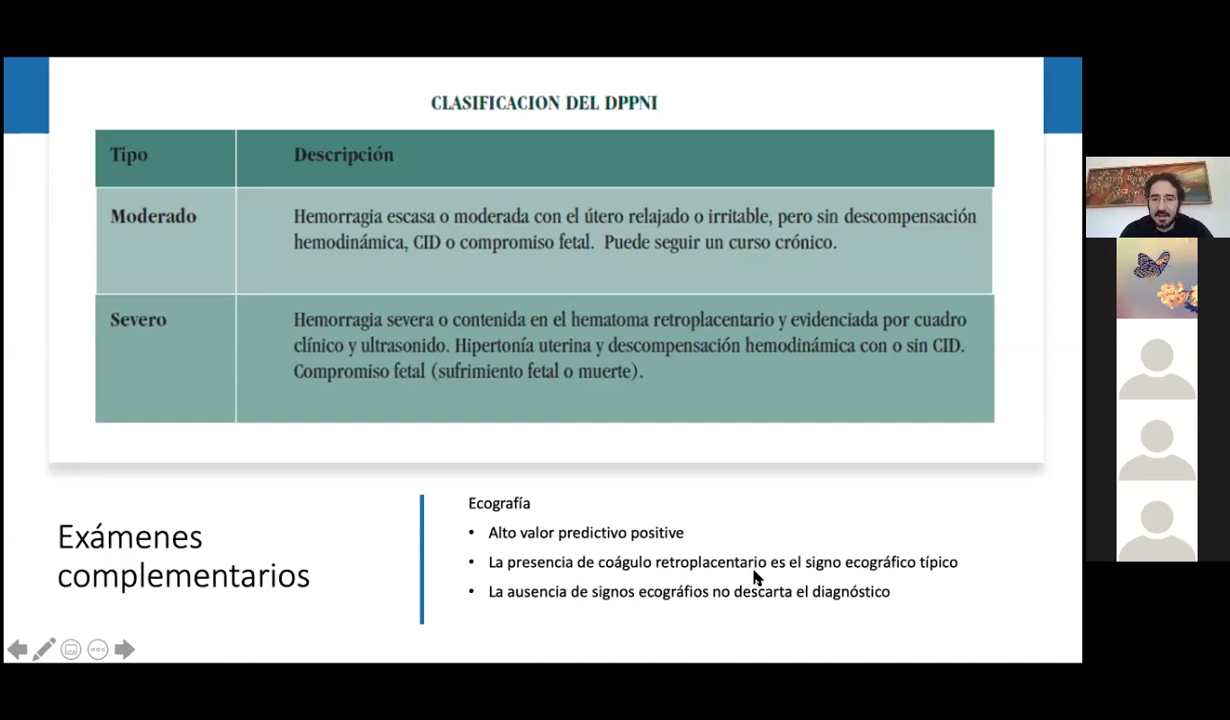 CLASIFICACION DEL DPPNI
Tipo
Descripción
Moderado
Hemorragia escasa o moderada con el útero relajado o irritable, pero sin descompensación
hemodinámica, CID o compromiso fetal. Puede seguir un curso crónico.
Severo
Hemorragia severa o contenida en el hematoma retroplacentario y evidenciada por cuadro
clínico y ultrasonido. Hipertonía uterina y descompensación hemodinámica con o sin CID.
Compromiso fetal (sufrimiento fetal o muerte).
Exámenes
complementarios
Ecografía
• Alto valor predictivo positive
• La presencia de coágulo retroplacentario es el signo ecográfico típico
• La ausencia de signos ecográfios no descarta el diagnóstico